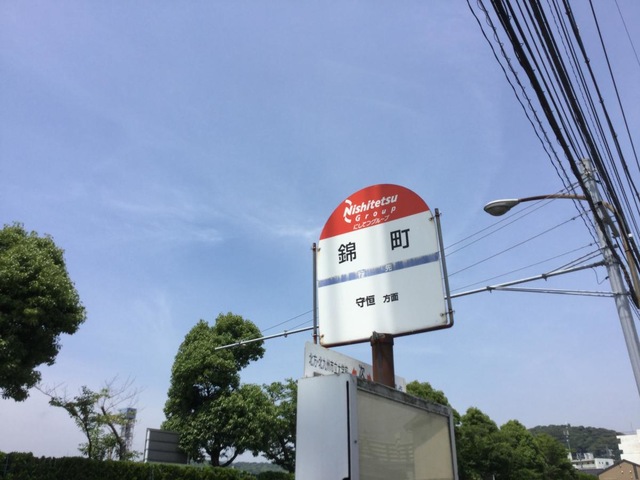 Nishitetsu
Group
にしてつグループ
錦町
行先
守恒 方面